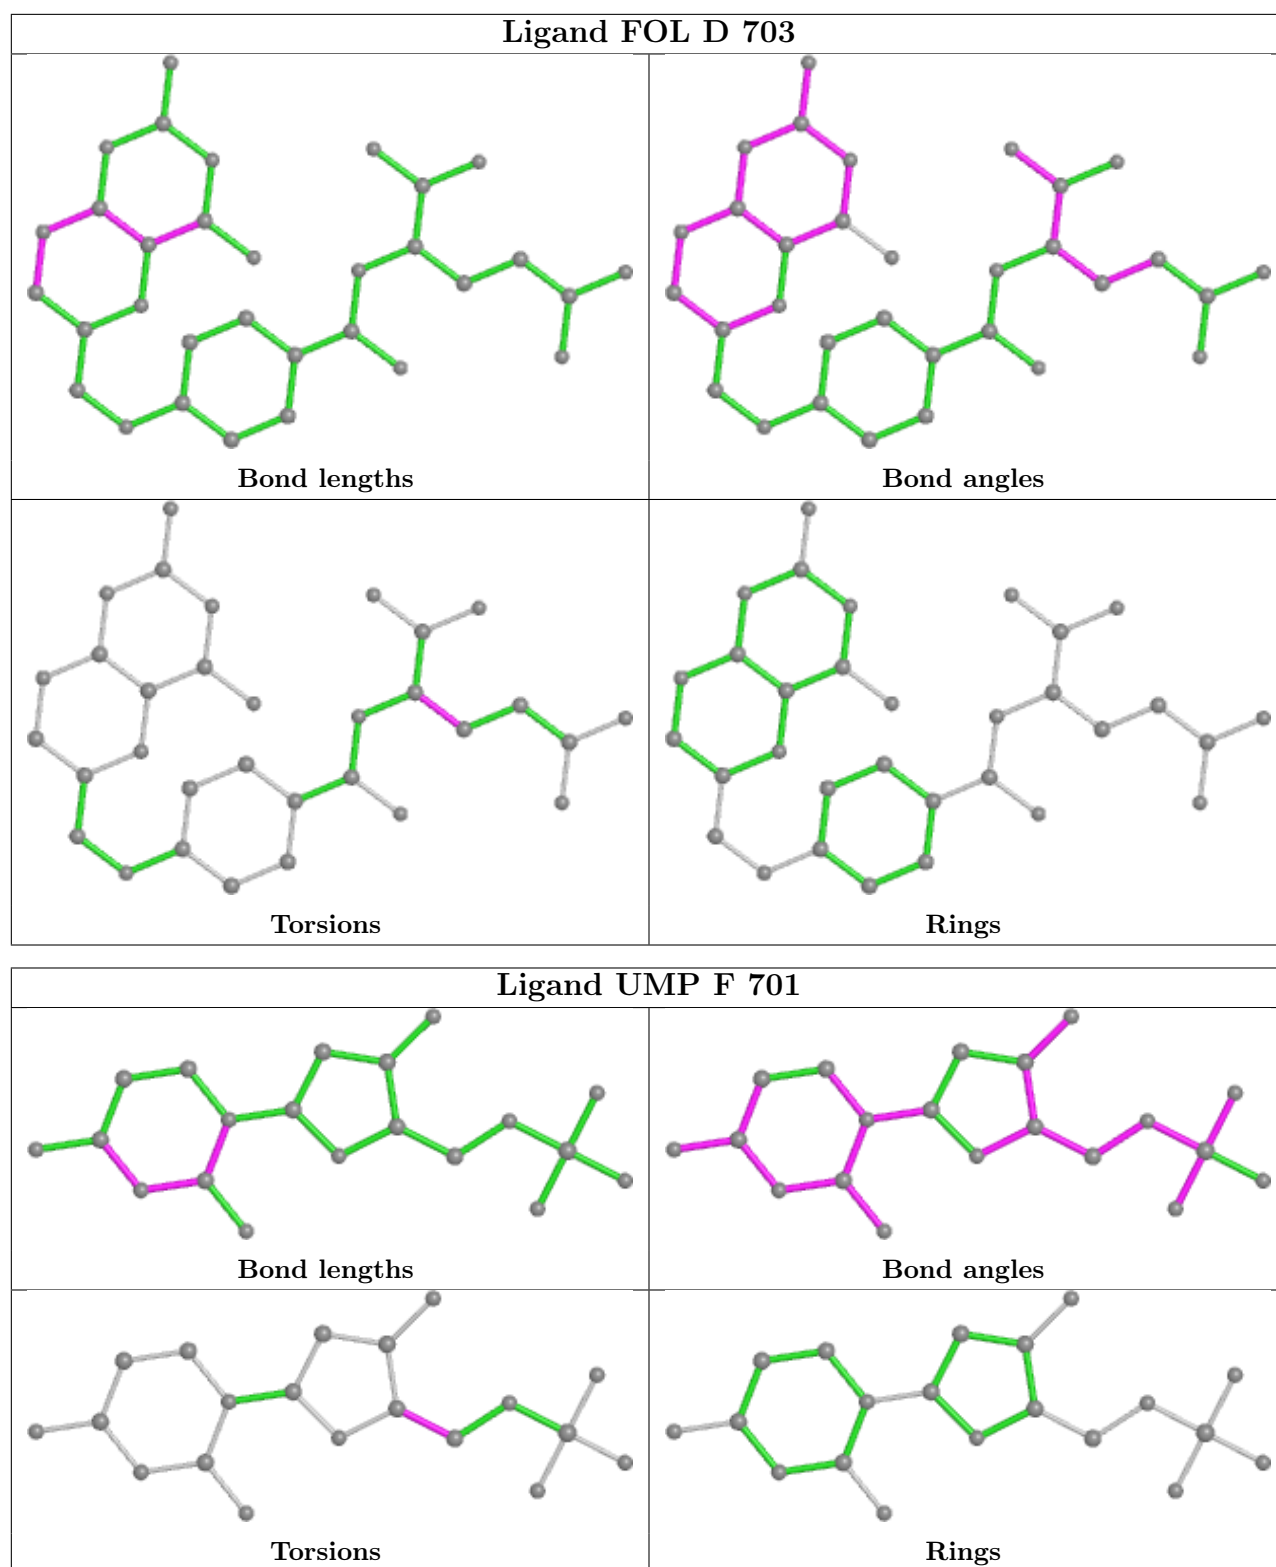 Ligand FOL D 703
Bond lengths
Bond angles
Torsions
Rings
Ligand UMP F 701
Bond lengths
Bond angles
Torsions
Rings